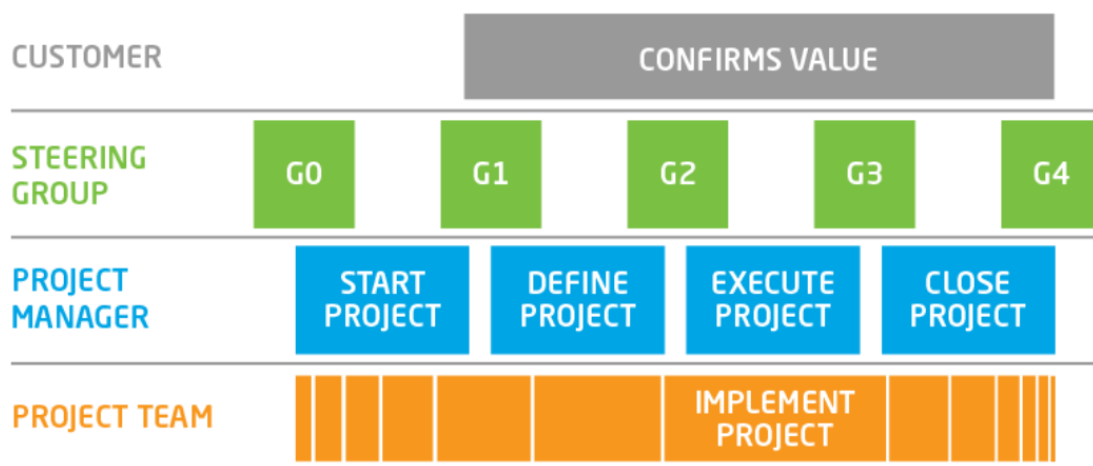 CUSTOMER
CONFIRMS VALUE
STEERING
GROUP
G0
G1
G2
G3
G4
PROJECT
MANAGER
START
PROJECT
DEFINE
PROJECT
EXECUTE
PROJECT
CLOSE
PROJECT
PROJECT TEAM
IMPLEMENT
PROJECT